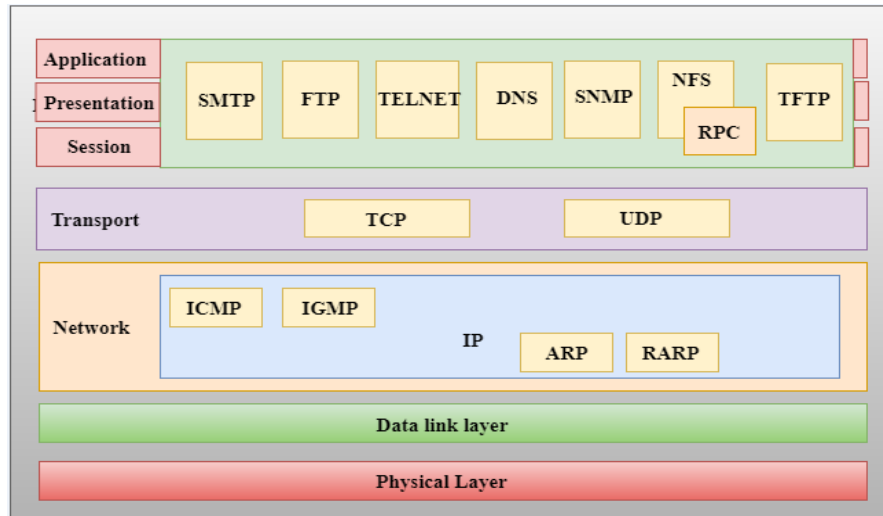 Application
Presentation
Session
SMTP
FTP
TELNET
DNS
SNMP
NFS
RPC
TFTP
Transport
TCP
UDP
Network
ICMP
IGMP
IP
ARP
RARP
Data link layer
Physical Layer